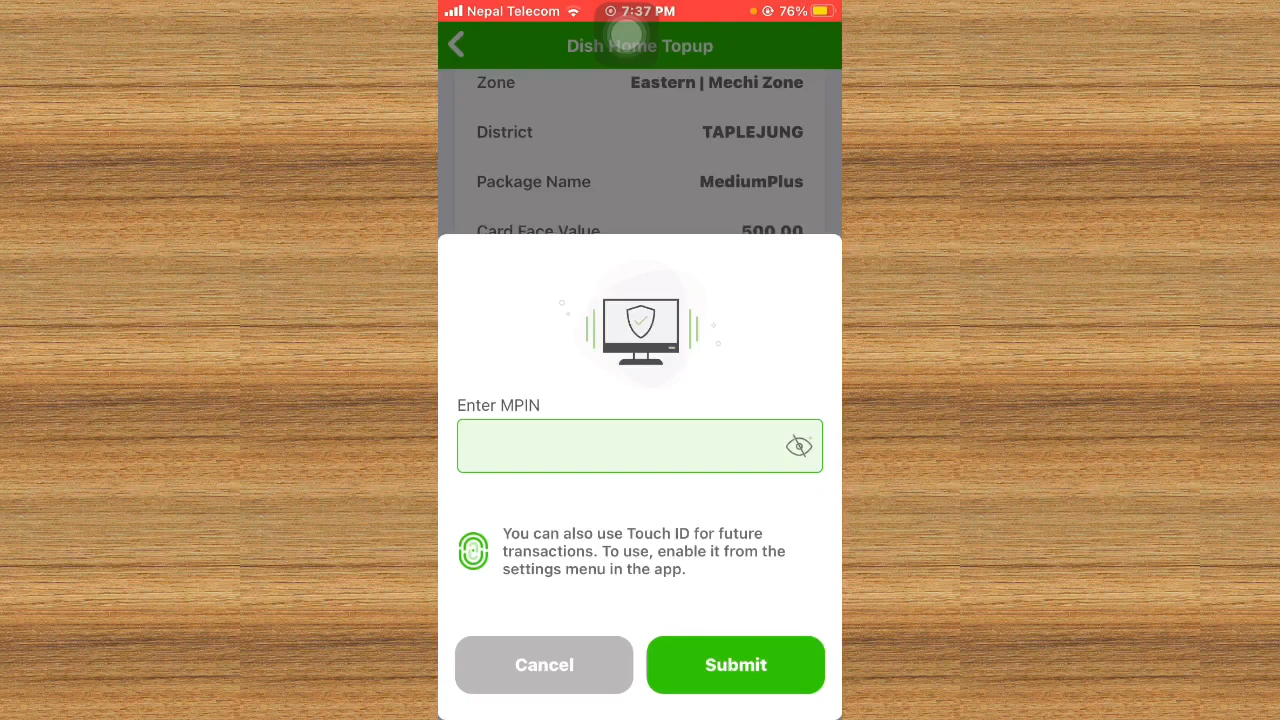 Nepal Telecom 7:37 PM 76%
Dish Home Topup
Zone Eastern | Mechi Zone
District TAPLEJUNG
Package Name MediumPlus
Card Face Value 500.00
Enter MPIN
You can also use Touch ID for future
transactions. To use, enable it from the
settings menu in the app.
Cancel Submit